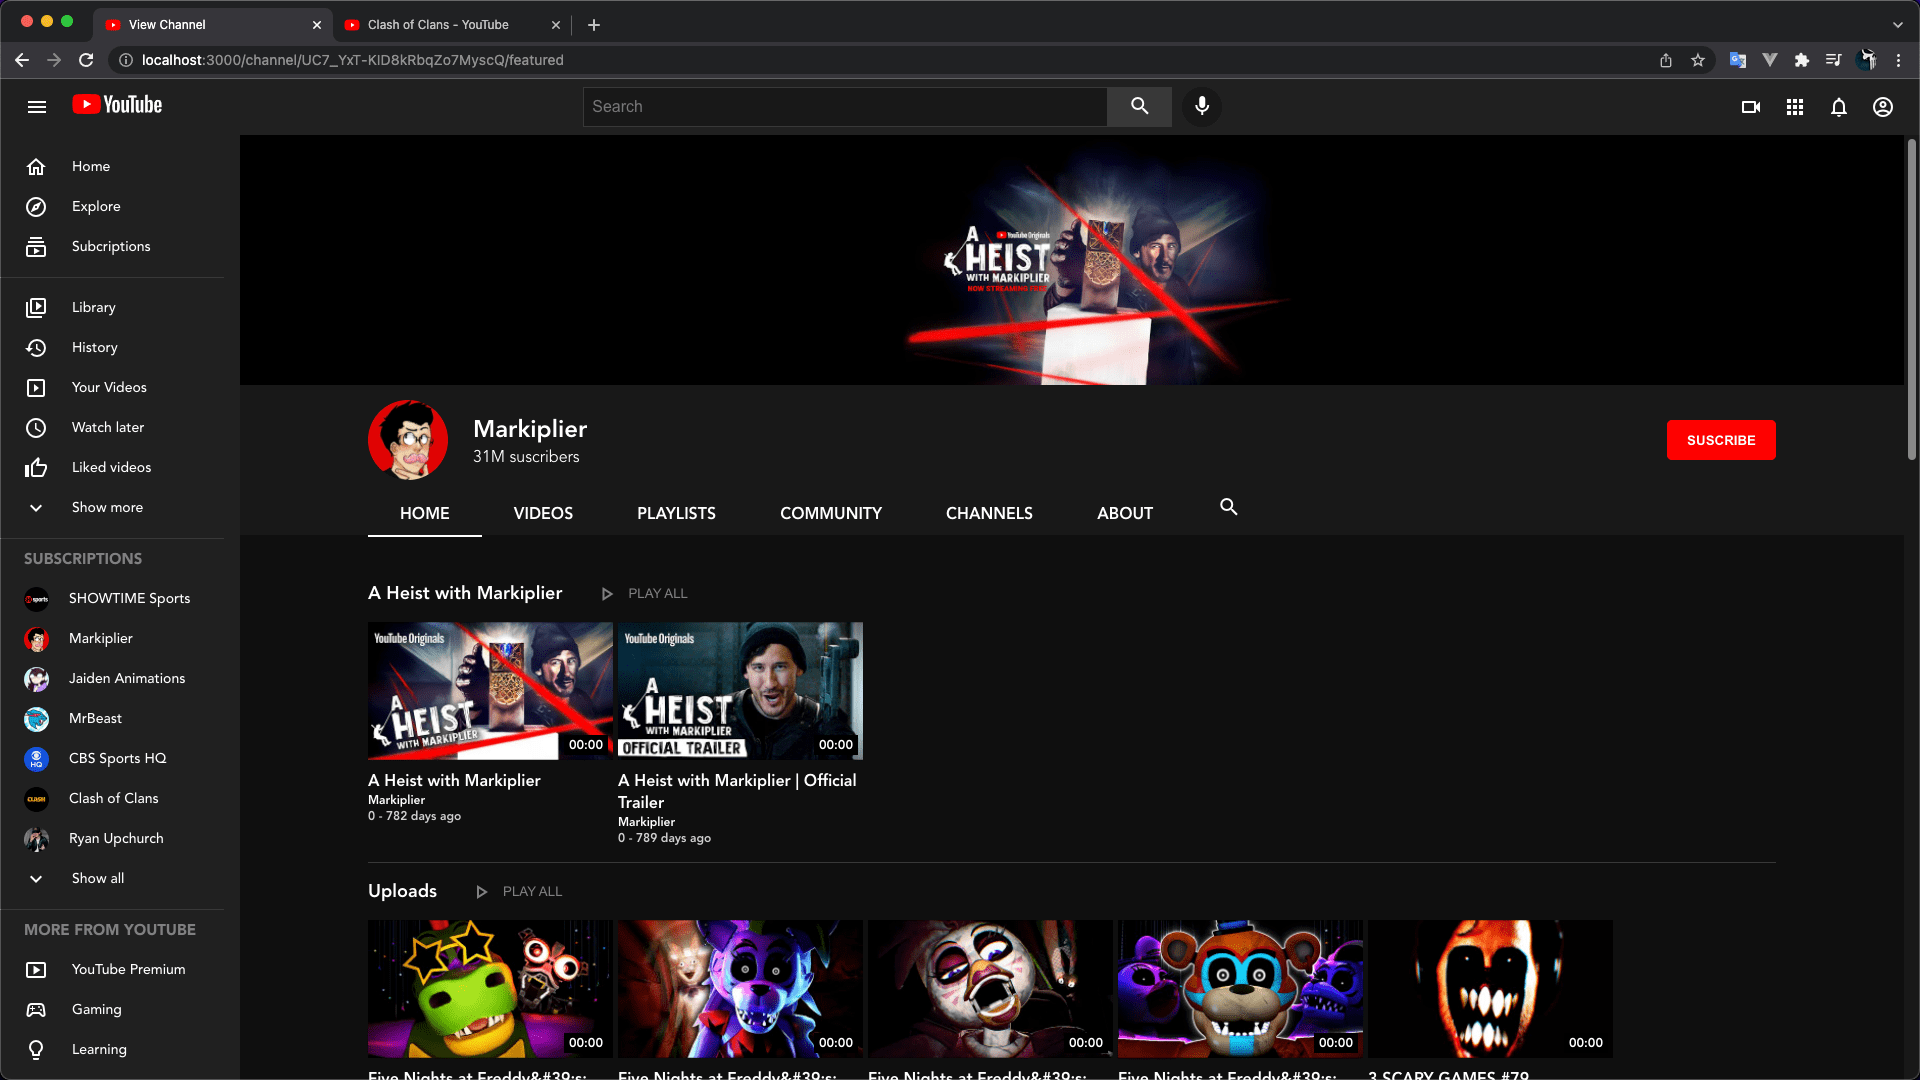 View Channel
Clash of Clans - YouTube
localhost:3000/channel/UC7_YxT-KID8kRbqZo7MyscQ/featured
YouTube
Search
Home
Explore
Subcriptions
Library
History
Your Videos
Watch later
Liked videos
Show more
SUBSCRIPTIONS
SHOWTIME Sports
Markiplier
Jaiden Animations
MrBeast
CBS Sports HQ
Clash of Clans
Ryan Upchurch
Show all
MORE FROM YOUTUBE
YouTube Premium
Gaming
Learning
YouTube Originals
A
HEIST
WITH MARKIPLIER
NOW STREAMING FREE
Markiplier
31M suscribers
SUSCRIBE
HOME
VIDEOS
PLAYLISTS
COMMUNITY
CHANNELS
ABOUT
A Heist with Markiplier
PLAY ALL
YouTube Originals
A
HEIST
WITH MARKIPLIER
00:00
YouTube Originals
A
HEIST
WITH MARKIPLIER
OFFICIAL TRAILER
00:00
A Heist with Markiplier
Markiplier
0 - 782 days ago
A Heist with Markiplier | Official
Trailer
Markiplier
0 - 789 days ago
Uploads
PLAY ALL
00:00
00:00
00:00
00:00
00:00
Five Nights at Freddy&#39;s:
Five Nights at Freddy&#39;s:
Five Nights at Freddy&#39;s:
Five Nights at Freddy&#39;s:
3 SCARY GAMES #79